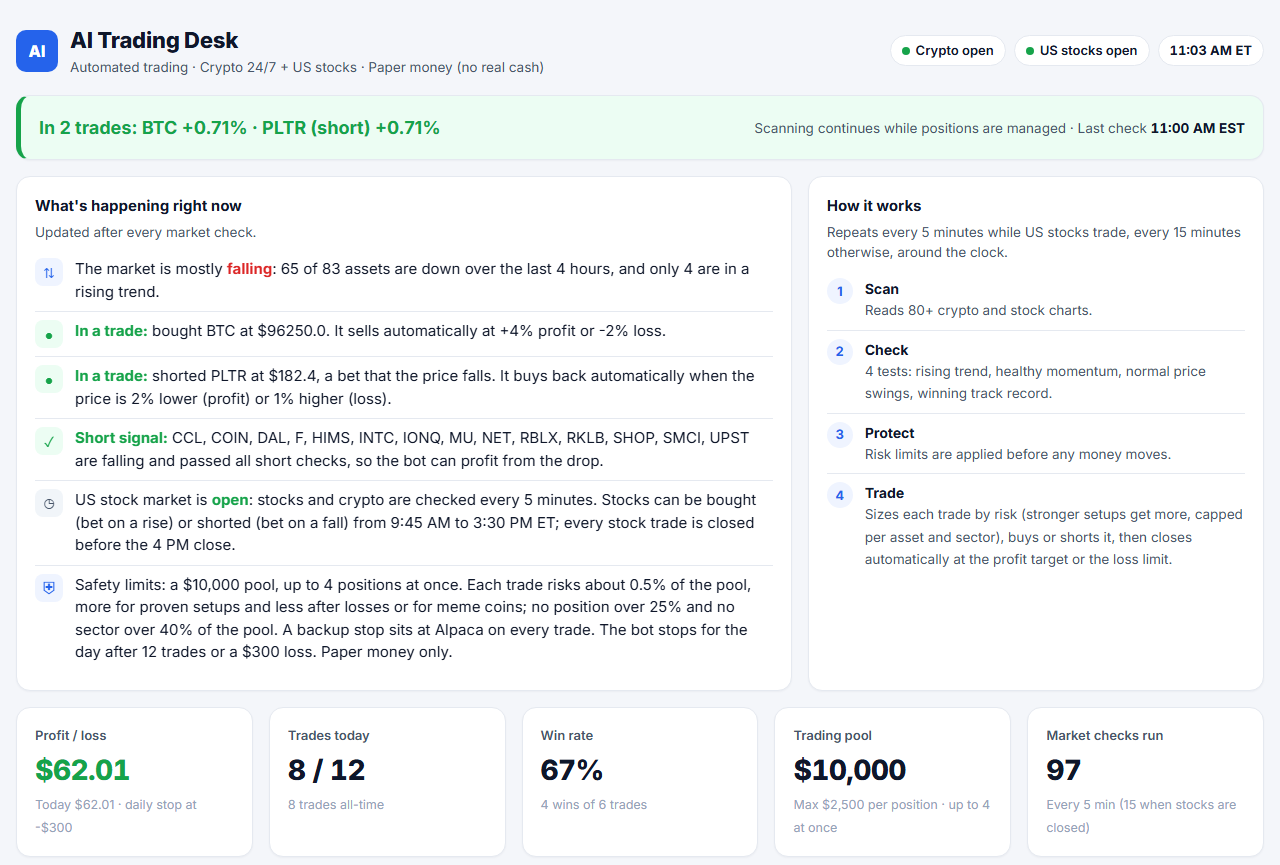 AI
AI Trading Desk
Automated trading · Crypto 24/7 + US stocks · Paper money (no real cash)
Crypto open
US stocks open
11:03 AM ET
In 2 trades: BTC +0.71% · PLTR (short) +0.71%
Scanning continues while positions are managed · Last check 11:00 AM EST
What's happening right now
Updated after every market check.
The market is mostly falling: 65 of 83 assets are down over the last 4 hours, and only 4 are in a
rising trend.
In a trade: bought BTC at $96250.0. It sells automatically at +4% profit or -2% loss.
In a trade: shorted PLTR at $182.4, a bet that the price falls. It buys back automatically when the
price is 2% lower (profit) or 1% higher (loss).
Short signal: CCL, COIN, DAL, F, HIMS, INTC, IONQ, MU, NET, RBLX, RKLB, SHOP, SMCI, UPST
are falling and passed all short checks, so the bot can profit from the drop.
US stock market is open: stocks and crypto are checked every 5 minutes. Stocks can be bought
(bet on a rise) or shorted (bet on a fall) from 9:45 AM to 3:30 PM ET; every stock trade is closed
before the 4 PM close.
Safety limits: a $10,000 pool, up to 4 positions at once. Each trade risks about 0.5% of the pool,
more for proven setups and less after losses or for meme coins; no position over 25% and no
sector over 40% of the pool. A backup stop sits at Alpaca on every trade. The bot stops for the
day after 12 trades or a $300 loss. Paper money only.
How it works
Repeats every 5 minutes while US stocks trade, every 15 minutes
otherwise, around the clock.
1
Scan
Reads 80+ crypto and stock charts.
2
Check
4 tests: rising trend, healthy momentum, normal price
swings, winning track record.
3
Protect
Risk limits are applied before any money moves.
4
Trade
Sizes each trade by risk (stronger setups get more, capped
per asset and sector), buys or shorts it, then closes
automatically at the profit target or the loss limit.
Profit / loss
$62.01
Today $62.01 · daily stop at
-$300
Trades today
8 / 12
8 trades all-time
Win rate
67%
4 wins of 6 trades
Trading pool
$10,000
Max $2,500 per position · up to 4
at once
Market checks run
97
Every 5 min (15 when stocks are
closed)